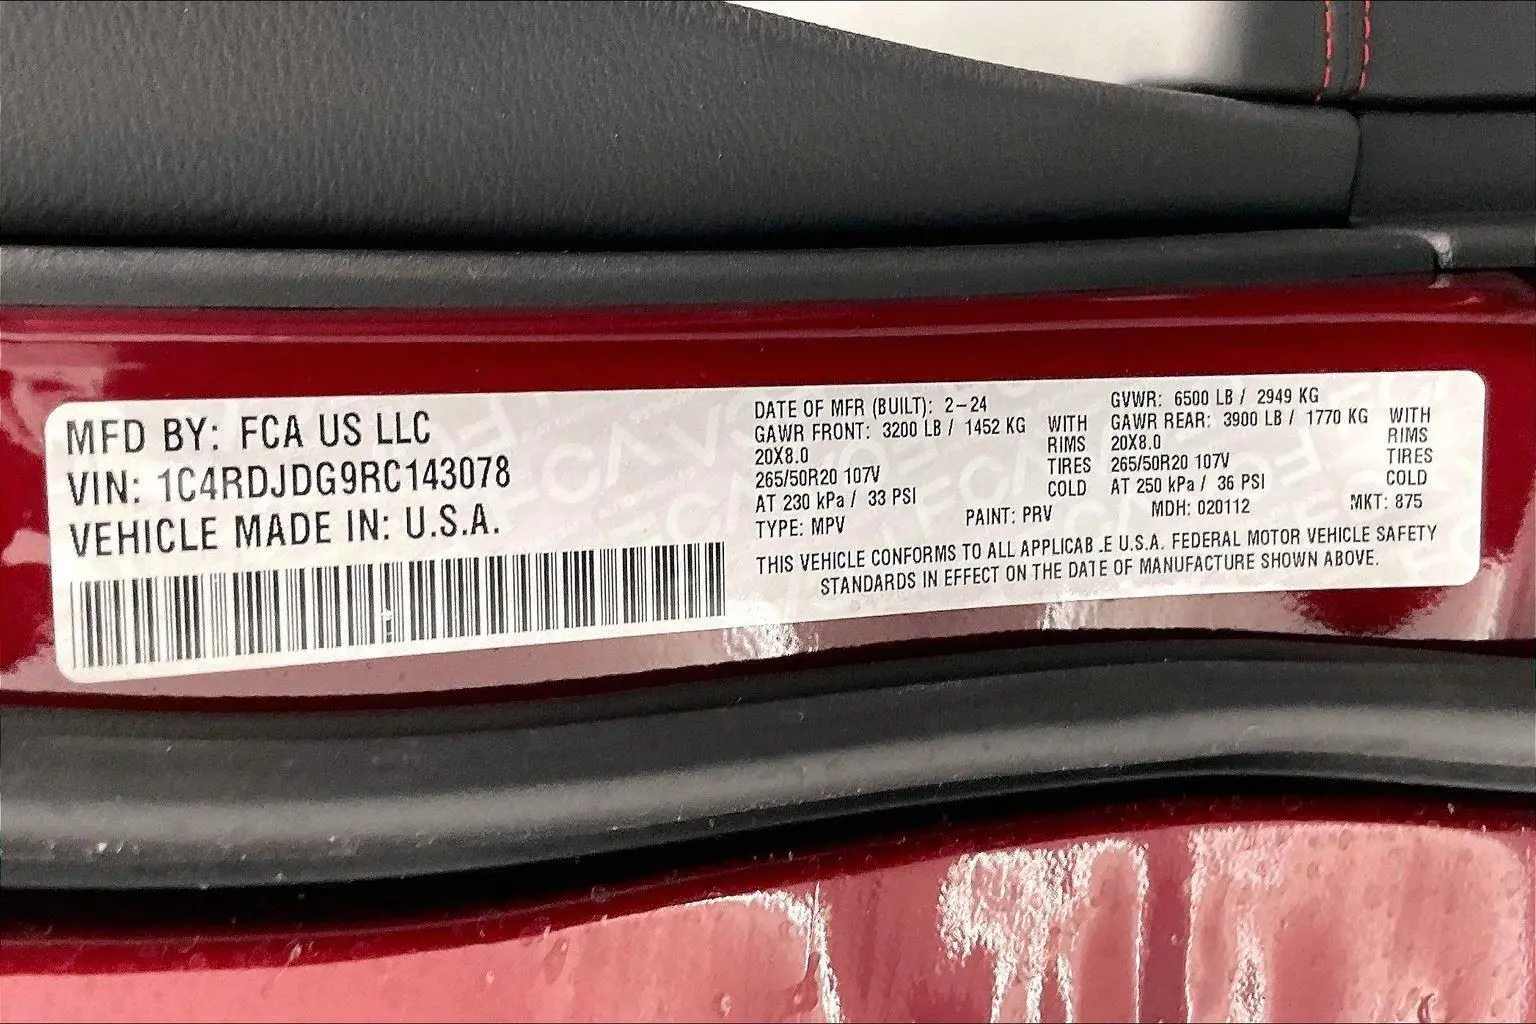 MFD BY: FCA US LLC
VIN: 1C4RDJDG9RC143078
VEHICLE MADE IN: U.S.A.
DATE OF MFR (BUILT): 2-24
GAWR FRONT: 3200 LB / 1452 KG WITH
20X8.0 RIMS
265/50R20 107V TIRES
AT 230 kPa / 33 PSI COLD
TYPE: MPV PAINT: PRV
GVWR: 6500 LB / 2949 KG
GAWR REAR: 3900 LB / 1770 KG WITH
20X8.0 RIMS
265/50R20 107V TIRES
AT 250 kPa / 36 PSI COLD
MDH: 020112 MKT: 875
THIS VEHICLE CONFORMS TO ALL APPLICAB.E U.S.A. FEDERAL MOTOR VEHICLE SAFETY
STANDARDS IN EFFECT ON THE DATE OF MANUFACTURE SHOWN ABOVE.